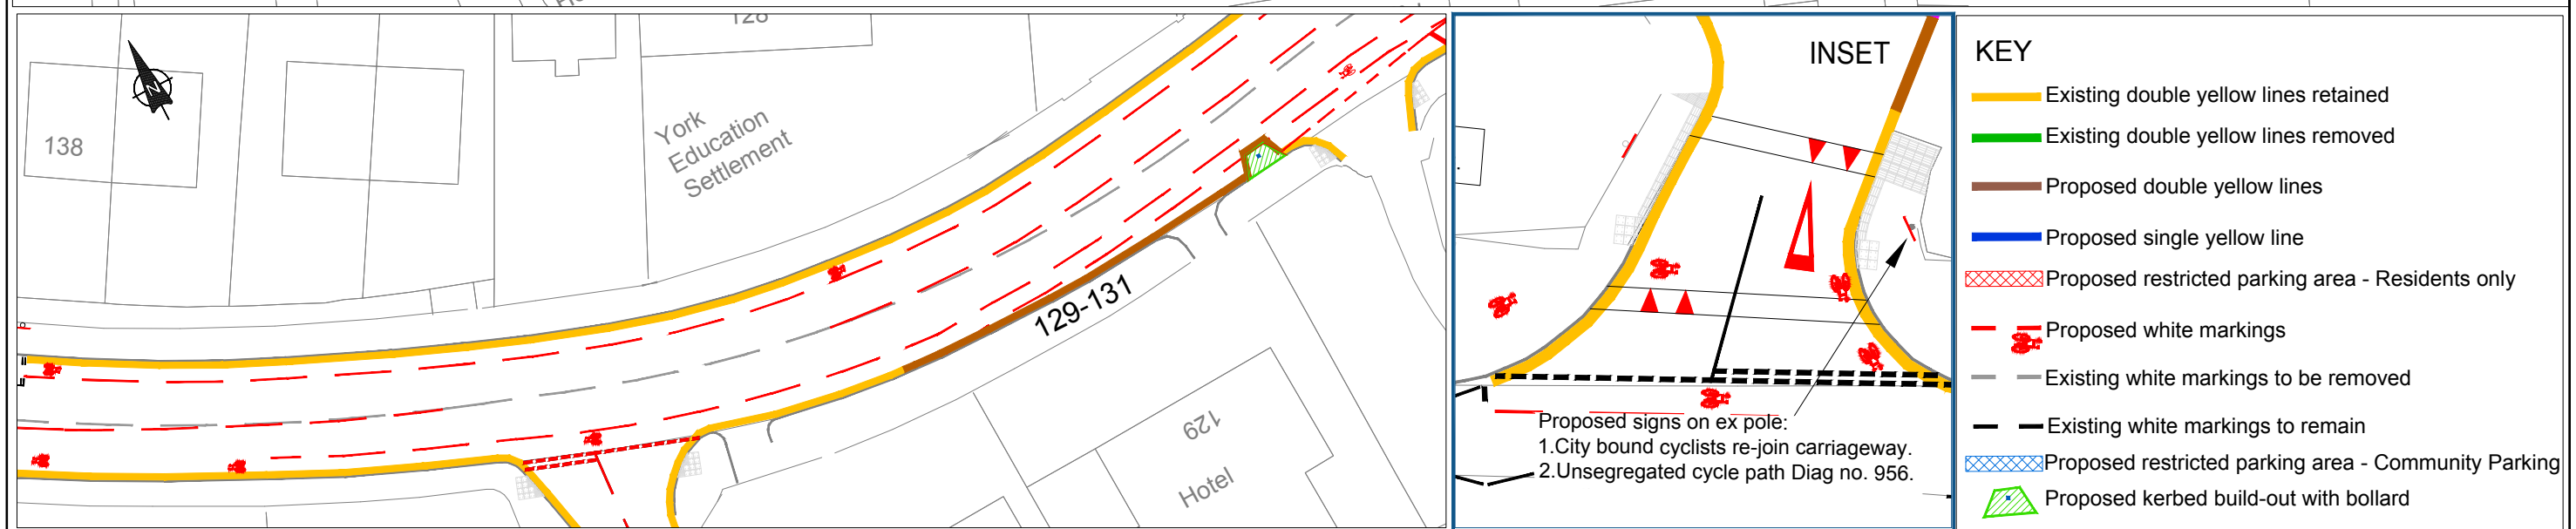 128
138
N
York
Education
Settlement
129-131
129
Hotel
INSET
Proposed signs on ex pole:
1.City bound cyclists re-join carriageway.
2.Unsegregated cycle path Diag no. 956.
KEY
Existing double yellow lines retained
Existing double yellow lines removed
Proposed double yellow lines
Proposed single yellow line
Proposed restricted parking area - Residents only
Proposed white markings
Existing white markings to be removed
Existing white markings to remain
Proposed restricted parking area - Community Parking
Proposed kerbed build-out with bollard